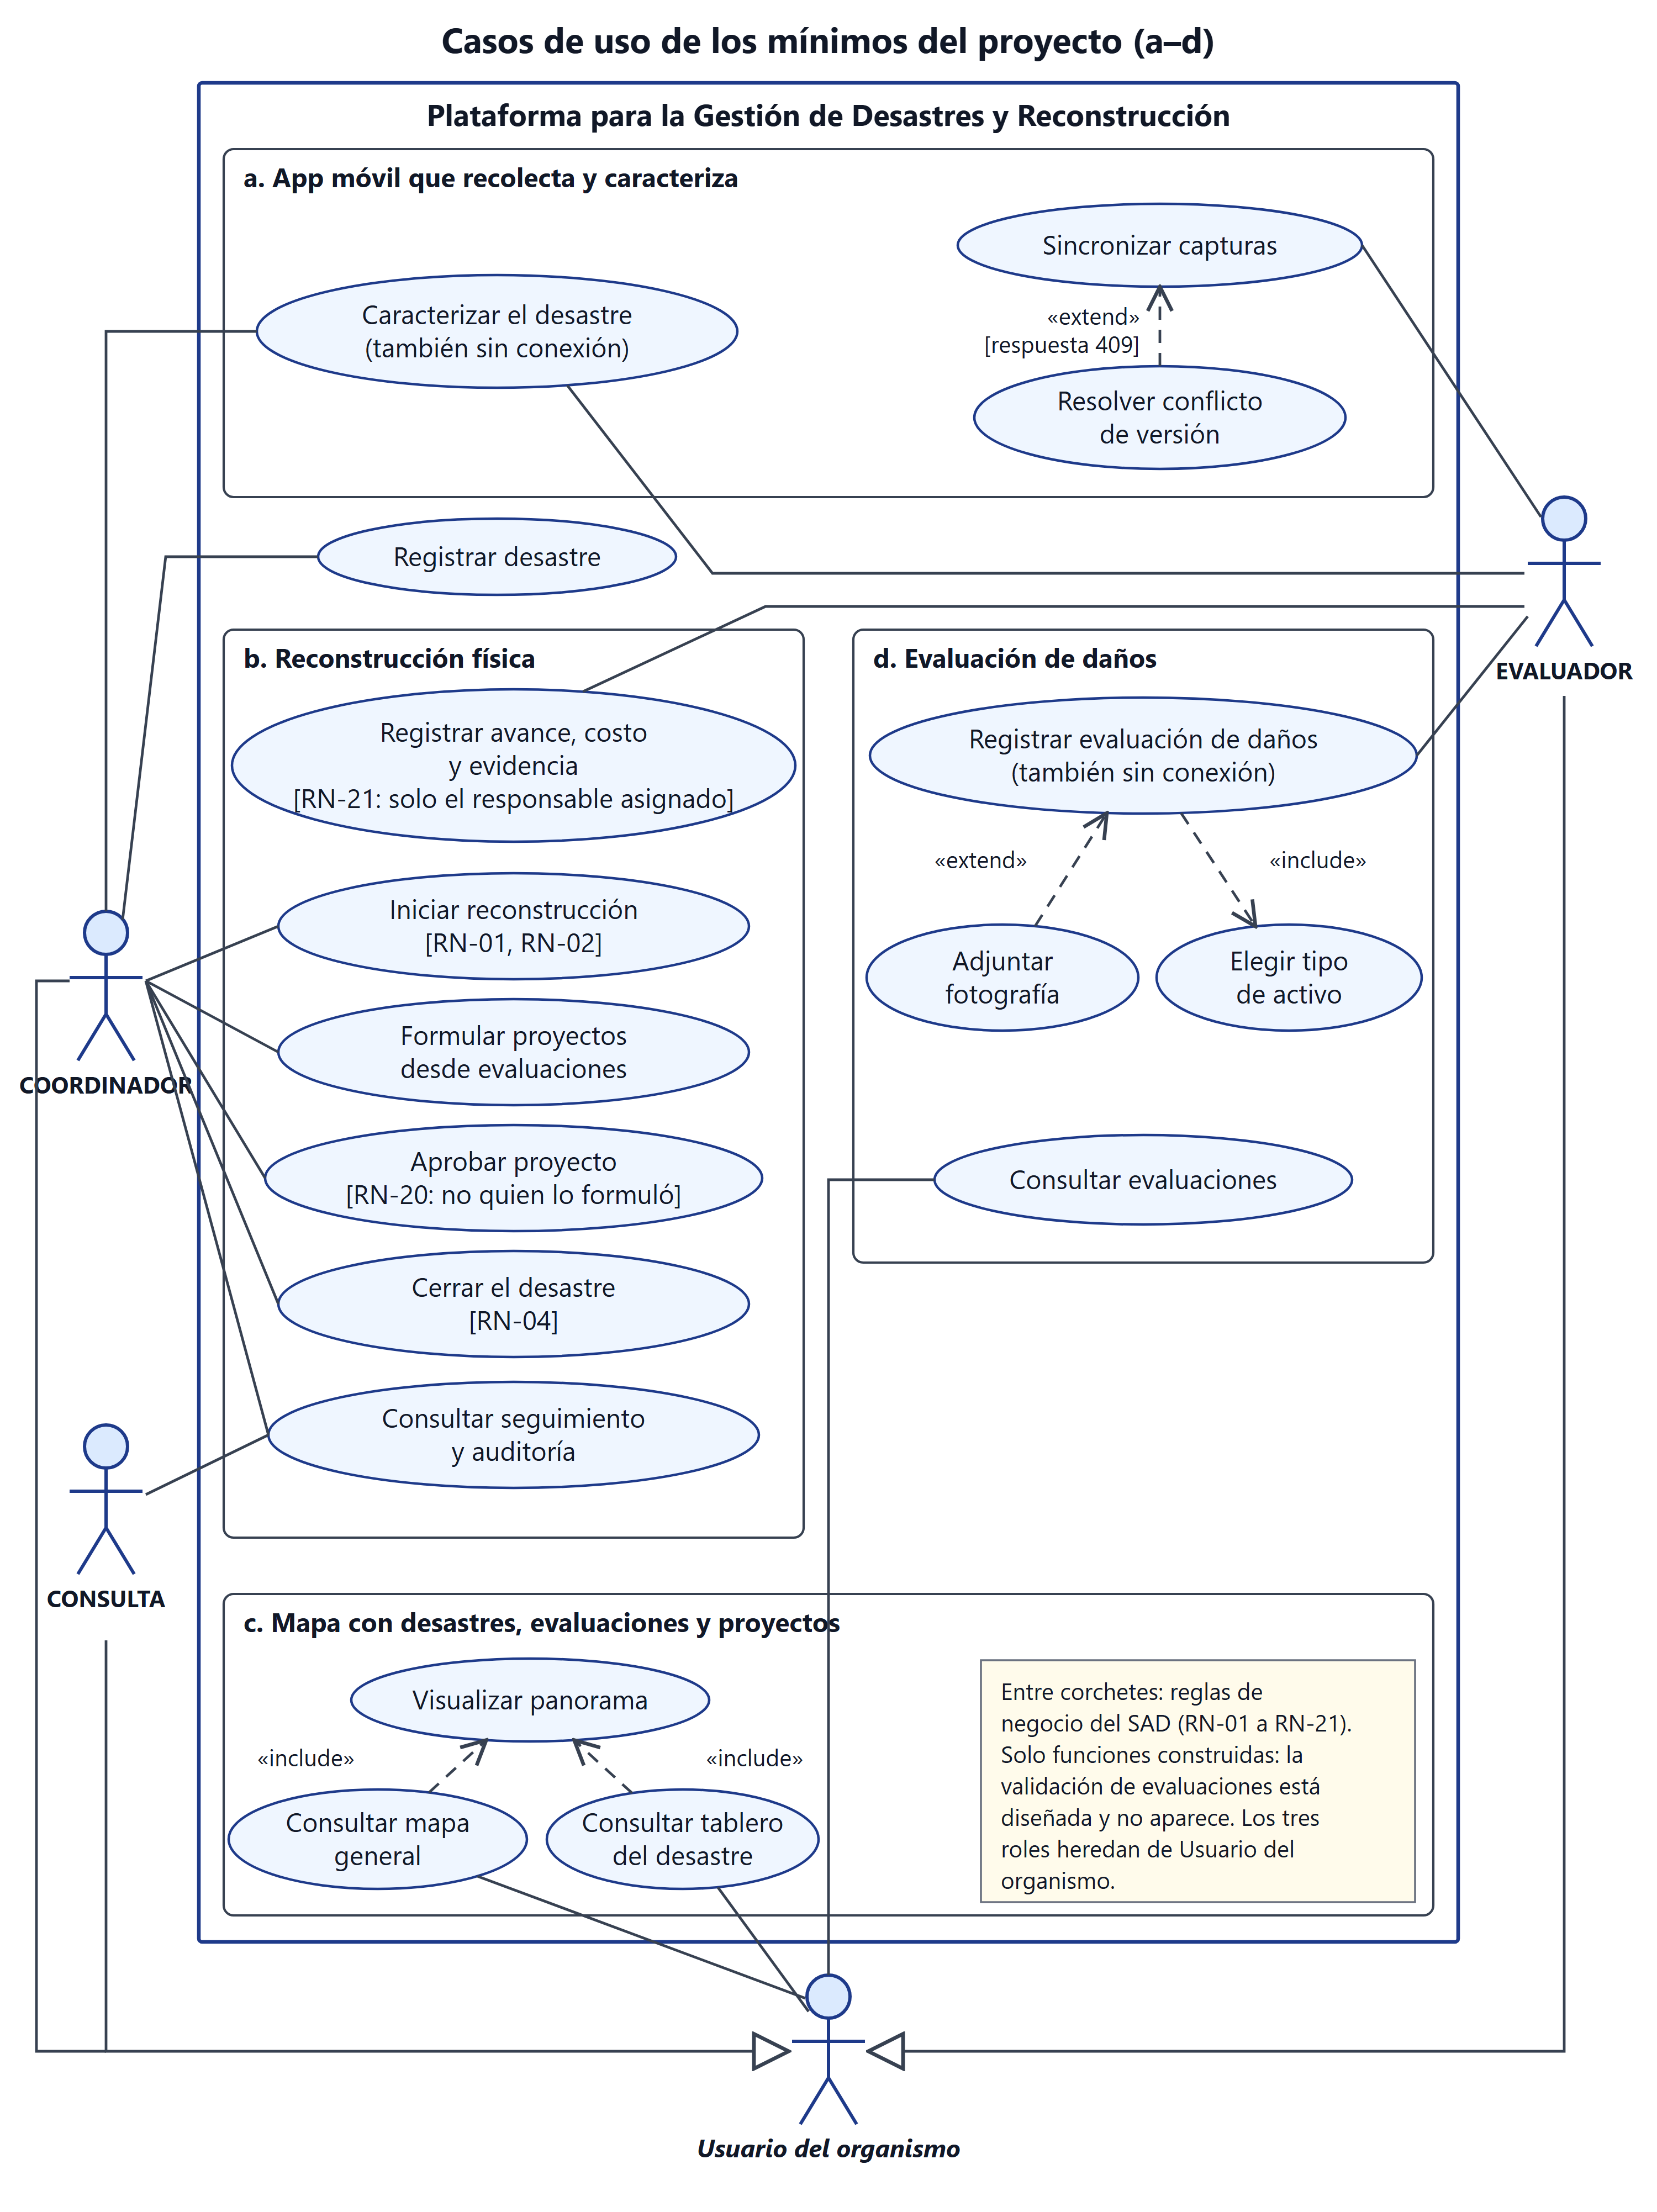 Casos de uso de los mínimos del proyecto (a–d)
Plataforma para la Gestión de Desastres y Reconstrucción
a. App móvil que recolecta y caracteriza
Sincronizar capturas
Caracterizar el desastre
(también sin conexión)
«extend»
[respuesta 409]
Resolver conflicto
de versión
Registrar desastre
EVALUADOR
b. Reconstrucción física
Registrar avance, costo
y evidencia
[RN-21: solo el responsable asignado]
Iniciar reconstrucción
[RN-01, RN-02]
Formular proyectos
desde evaluaciones
Aprobar proyecto
[RN-20: no quien lo formuló]
Cerrar el desastre
[RN-04]
Consultar seguimiento
y auditoría
d. Evaluación de daños
Registrar evaluación de daños
(también sin conexión)
«extend»
«include»
Adjuntar
fotografía
Elegir tipo
de activo
Consultar evaluaciones
COORDINADOR
CONSULTA
c. Mapa con desastres, evaluaciones y proyectos
Visualizar panorama
«include»
«include»
Consultar mapa
general
Consultar tablero
del desastre
Entre corchetes: reglas de
negocio del SAD (RN-01 a RN-21).
Solo funciones construidas: la
validación de evaluaciones está
diseñada y no aparece. Los tres
roles heredan de Usuario del
organismo.
Usuario del organismo